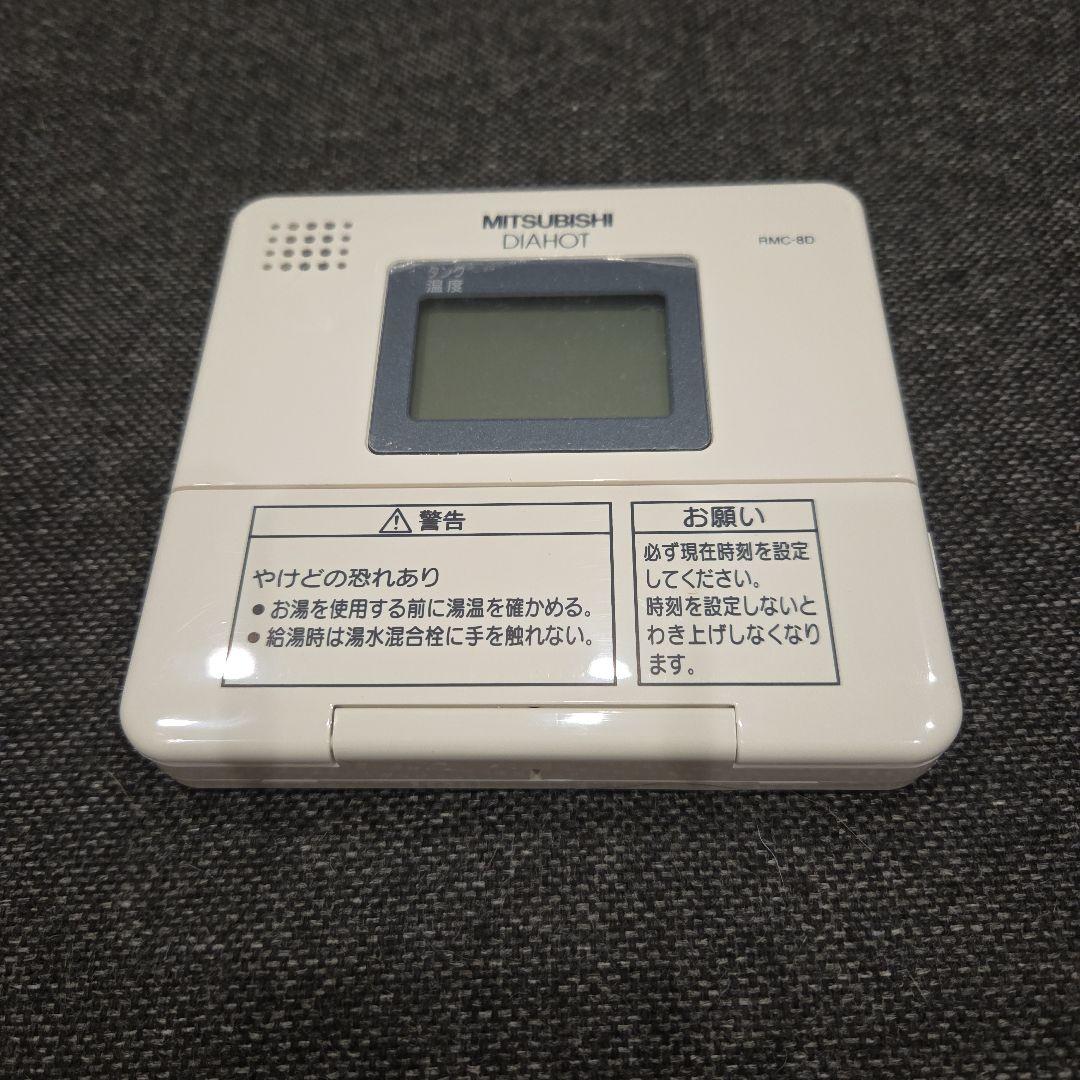 MITSUBISHI
DIAHOT
RMC-8D
タンク
温度
⚠ 警告
やけどの恐れあり
● お湯を使用する前に湯温を確かめる。
● 給湯時は湯水混合栓に手を触れない。
お願い
必ず現在時刻を設定
してください。
時刻を設定しないと
わき上げしなくなり
ます。